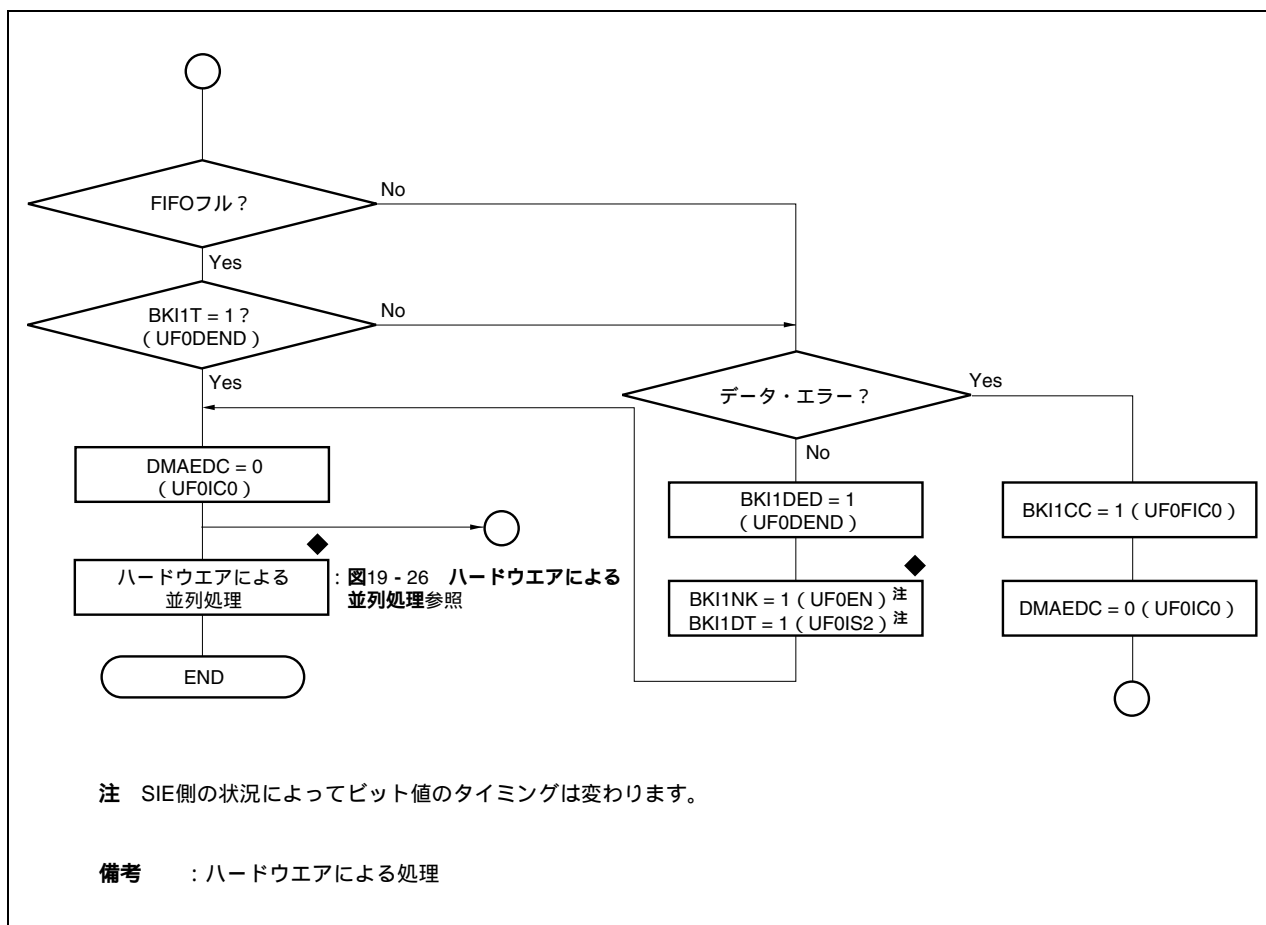 FIFOフル？
No
Yes
BKI1T = 1？
（UF0DEND）
No
Yes
データ・エラー？
Yes
No
DMAEDC = 0
（UF0IC0）
BKI1DED = 1
（UF0DEND）
BKI1CC = 1（UF0FIC0）
ハードウエアによる
並列処理
：図19 - 26　ハードウエアによる
並列処理参照
BKI1NK = 1（UF0EN）注
BKI1DT = 1（UF0IS2）注
DMAEDC = 0（UF0IC0）
END
注　SIE側の状況によってビット値のタイミングは変わります。
備考　　：ハードウエアによる処理